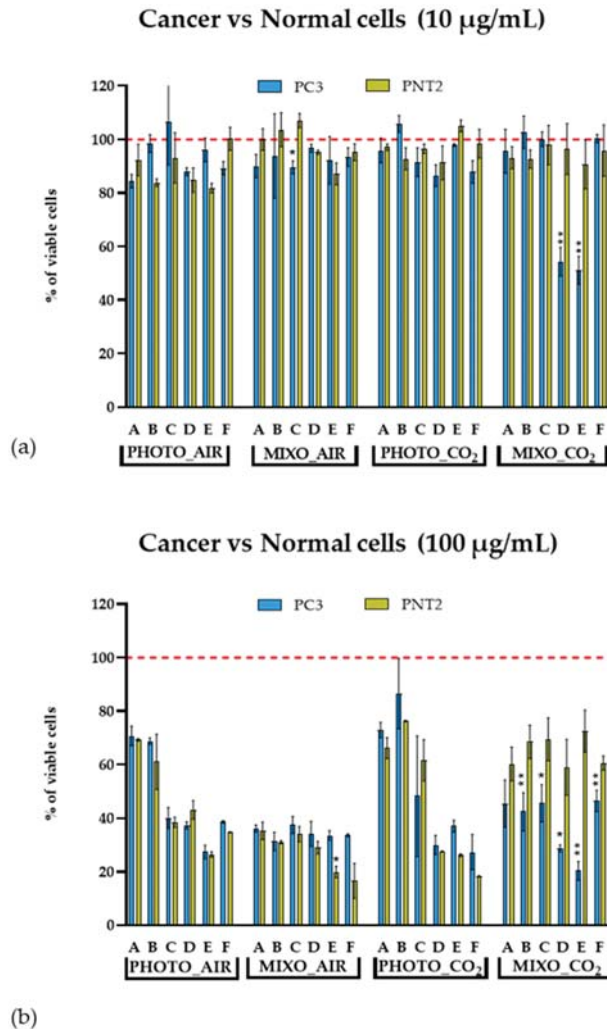 Cancer vs Normal cells (10 µg/mL)
PC3 PNT2
120
100
80
60
40
20
0
% of viable cells
*
**
**
A B C D E F A B C D E F A B C D E F A B C D E F
PHOTO_AIR MIXO_AIR PHOTO_CO₂ MIXO_CO₂
(a)
Cancer vs Normal cells (100 µg/mL)
PC3 PNT2
120
100
80
60
40
20
0
% of viable cells
*
**
*
*
**
**
A B C D E F A B C D E F A B C D E F A B C D E F
PHOTO_AIR MIXO_AIR PHOTO_CO₂ MIXO_CO₂
(b)